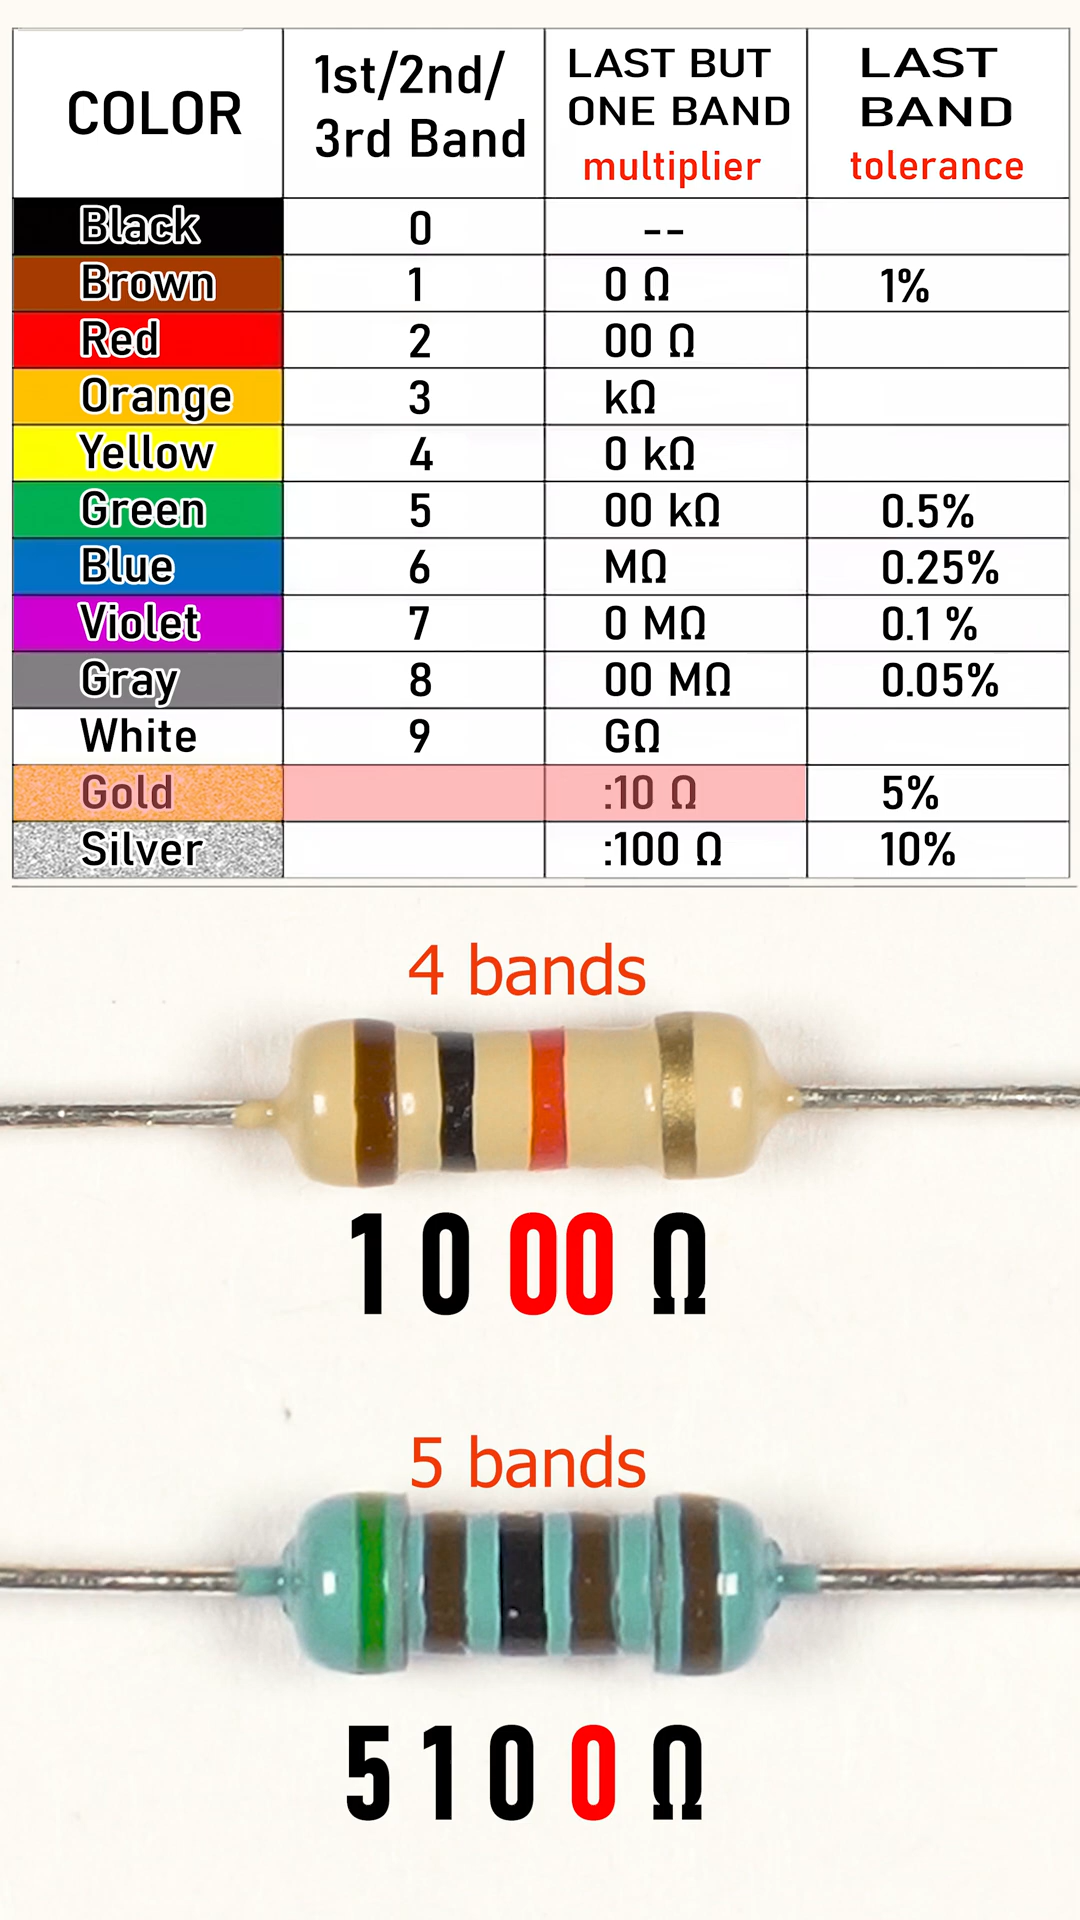 COLOR 1st/2nd/ 3rd Band LAST BUT ONE BAND multiplier LAST BAND tolerance
Black 0 --
Brown 1 0 Ω 1%
Red 2 00 Ω
Orange 3 kΩ
Yellow 4 0 kΩ
Green 5 00 kΩ 0.5%
Blue 6 MΩ 0.25%
Violet 7 0 MΩ 0.1 %
Gray 8 00 MΩ 0.05%
White 9 GΩ
Gold :10 Ω 5%
Silver :100 Ω 10%
4 bands
1 0 00 Ω
5 bands
5 1 0 0 Ω